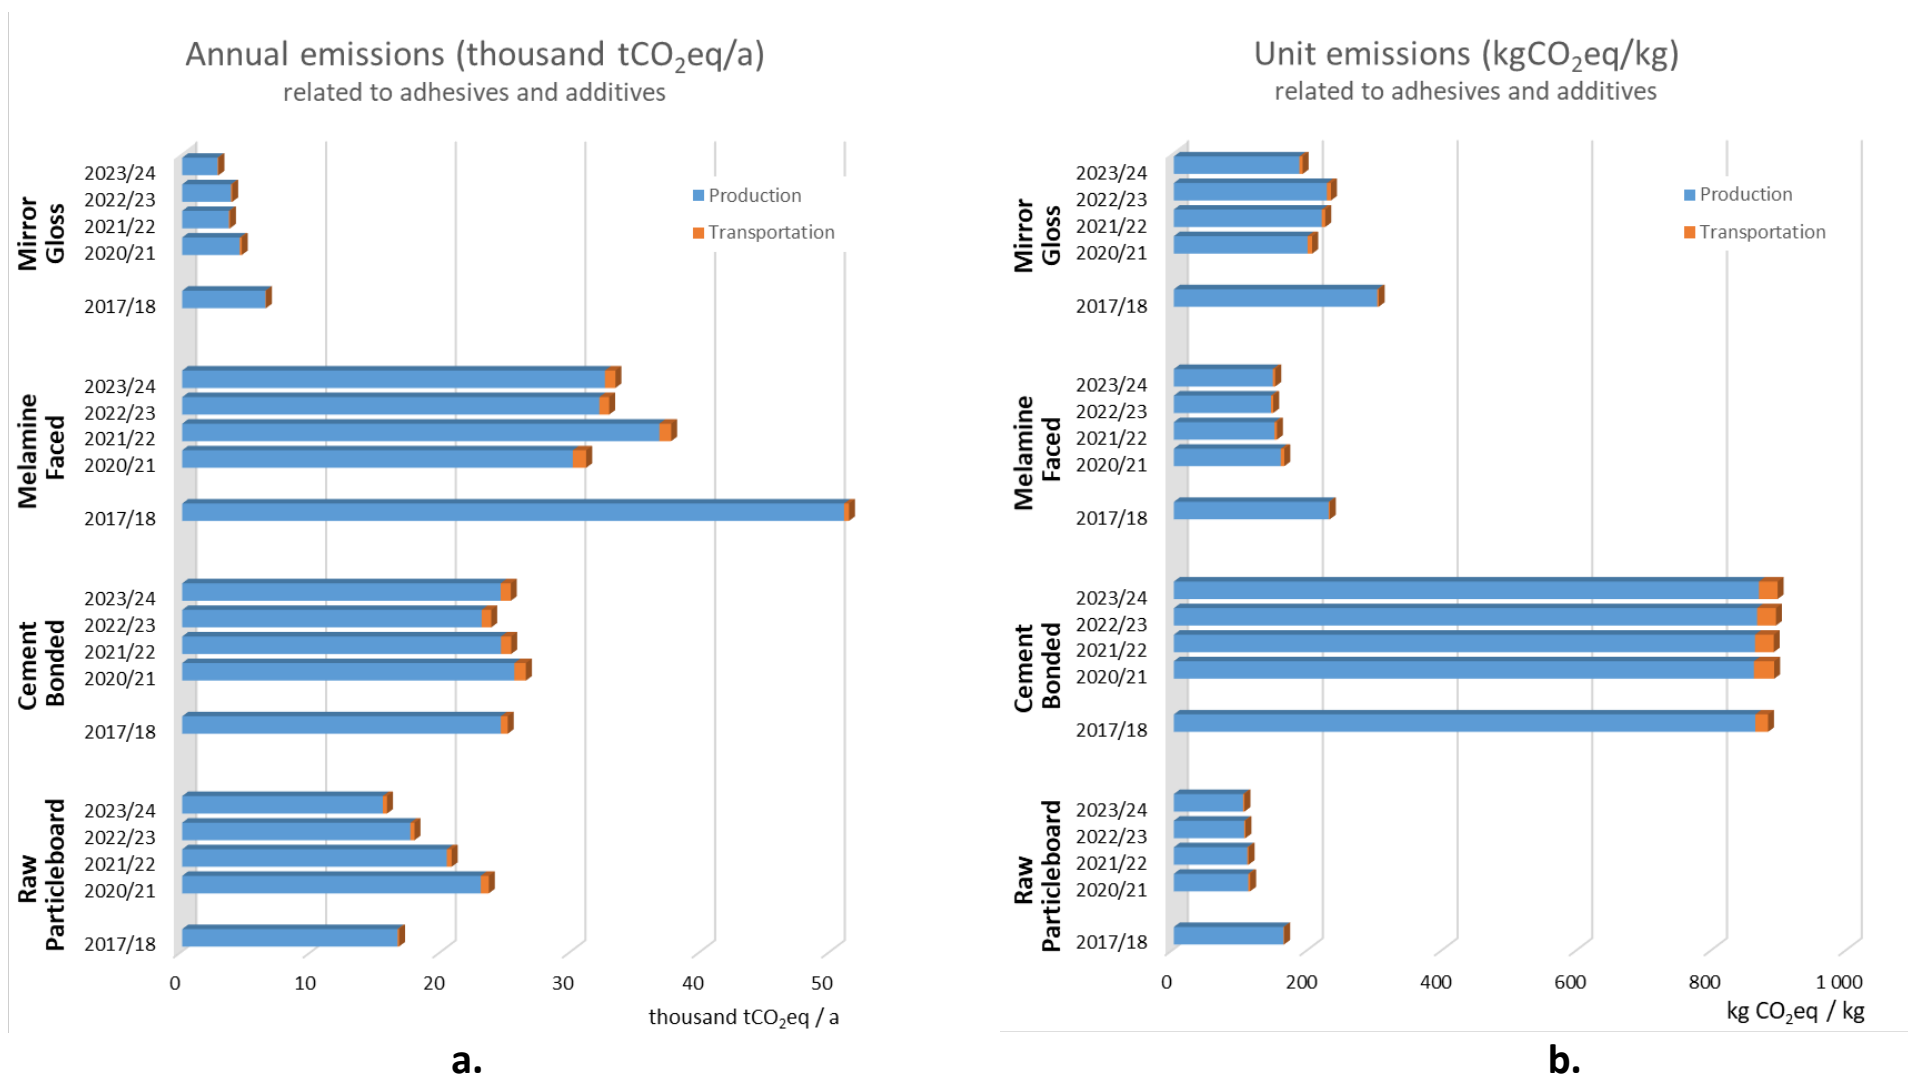 Annual emissions (thousand tCO₂eq/a)
related to adhesives and additives
Production
Transportation
Mirror
Gloss
2023/24
2022/23
2021/22
2020/21
2017/18
Melamine
Faced
2023/24
2022/23
2021/22
2020/21
2017/18
Cement
Bonded
2023/24
2022/23
2021/22
2020/21
2017/18
Raw
Particleboard
2023/24
2022/23
2021/22
2020/21
2017/18
0 10 20 30 40 50
thousand tCO₂eq / a
a.
Unit emissions (kgCO₂eq/kg)
related to adhesives and additives
Production
Transportation
Mirror
Gloss
2023/24
2022/23
2021/22
2020/21
2017/18
Melamine
Faced
2023/24
2022/23
2021/22
2020/21
2017/18
Cement
Bonded
2023/24
2022/23
2021/22
2020/21
2017/18
Raw
Particleboard
2023/24
2022/23
2021/22
2020/21
2017/18
0 200 400 600 800 1 000
kg CO₂eq / kg
b.